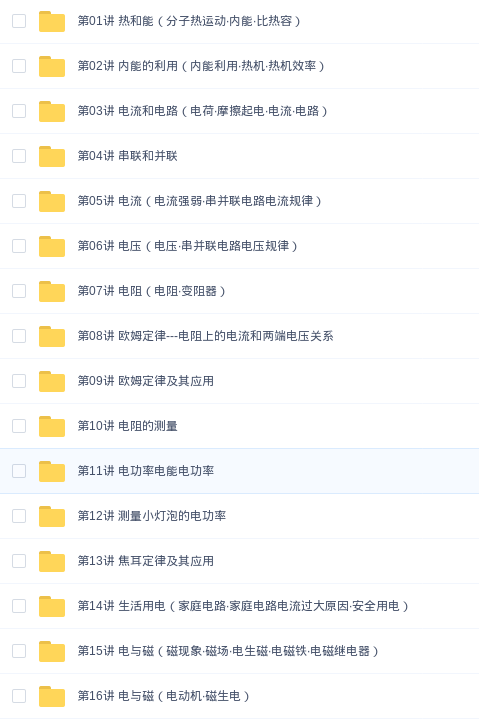 第01讲 热和能（分子热运动·内能·比热容）
第02讲 内能的利用（内能利用·热机·热机效率）
第03讲 电流和电路（电荷·摩擦起电·电流·电路）
第04讲 串联和并联
第05讲 电流（电流强弱·串并联电路电流规律）
第06讲 电压（电压·串并联电路电压规律）
第07讲 电阻（电阻·变阻器）
第08讲 欧姆定律---电阻上的电流和两端电压关系
第09讲 欧姆定律及其应用
第10讲 电阻的测量
第11讲 电功率电能电功率
第12讲 测量小灯泡的电功率
第13讲 焦耳定律及其应用
第14讲 生活用电（家庭电路·家庭电路电流过大原因·安全用电）
第15讲 电与磁（磁现象·磁场·电生磁·电磁铁·电磁继电器）
第16讲 电与磁（电动机·磁生电）